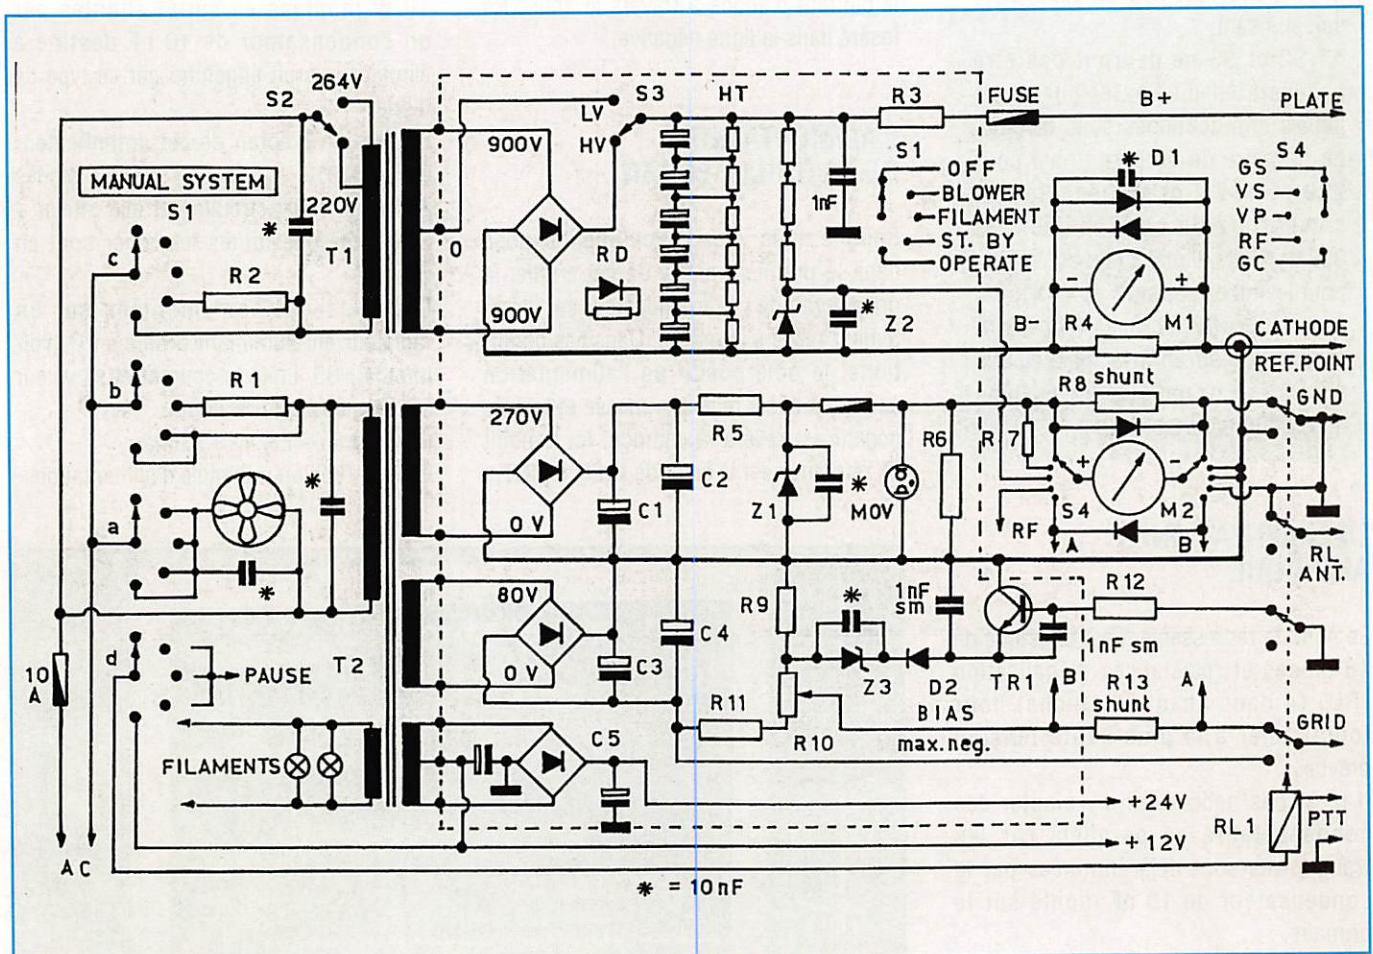 264V
S2
LV
S3
HT
R3
FUSE
B+
PLATE
HV
900V
S1
OFF
D1
S4
GS
MANUAL SYSTEM
BLOWER
VS
S1
220V
1nF
FILAMENT
VP
*
*
*
ST. BY
RF
c
R2
T1
0
RD
OPERATE
GC
*
-
+
900V
Z2
B-
R4
M1
CATHODE
REF.POINT
b
R1
R8
shunt
GND
270V
R5
R6
R7
+
*
C2
*
a
0V
C1
Z1
MOV
S4
M2
RF
A
B
RL
ANT.
*
80V
R9
*
1nF
sm
R12
C4
d
T2
1nF sm
10
A
PAUSE
0V
C3
Z3
D2
TR1
B
R13
A
shunt
R11
BIAS
C5
R10
max.neg.
GRID
FILAMENTS
+24V
RL1
PTT
AC
+12V
* = 10nF